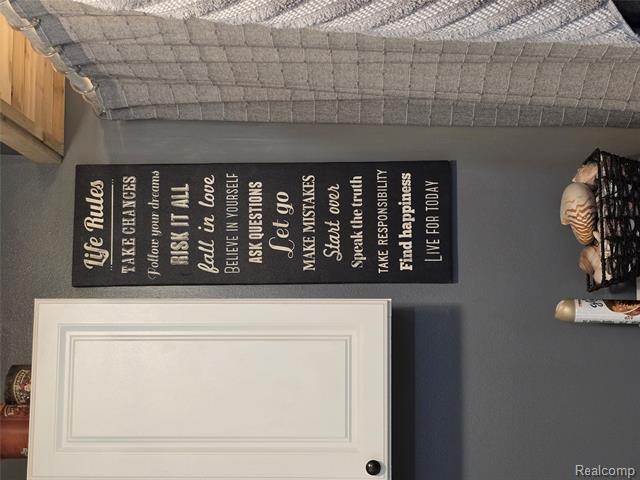 Life Rules
TAKE CHANCES
Follow your dreams
RISK IT ALL
fall in love
BELIEVE IN YOURSELF
ASK QUESTIONS
Let go
MAKE MISTAKES
Start over
Speak the truth
TAKE RESPONSIBILITY
Find happiness
LIVE FOR TODAY
Realcomp